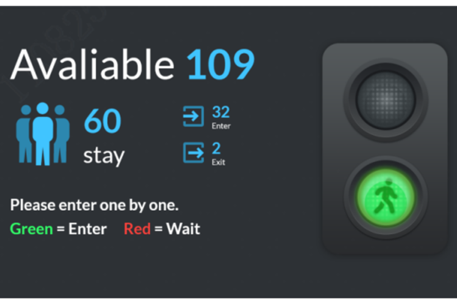 Avaliable 109
60
stay
32
Enter
2
Exit
Please enter one by one.
Green = Enter Red = Wait